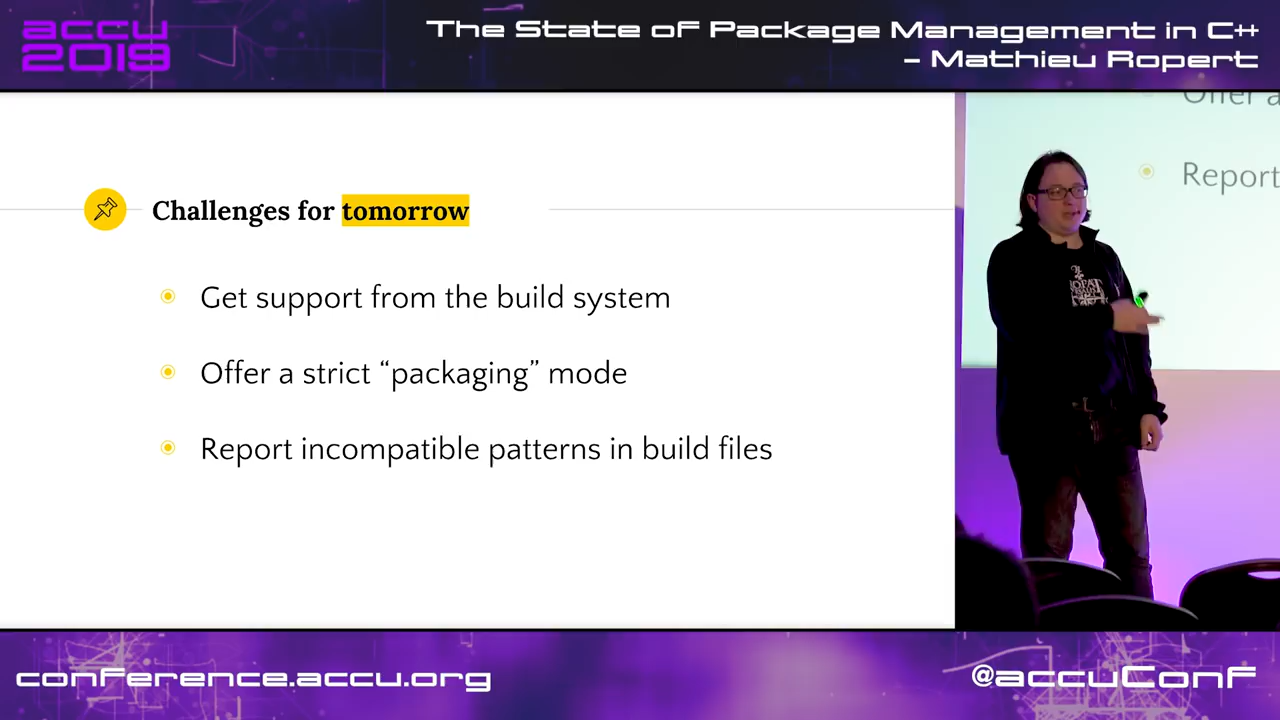 accu
2019
The State of Package Management in C++
– Mathieu Ropert
Challenges for tomorrow
Get support from the build system
Offer a strict “packaging” mode
Report incompatible patterns in build files
Offer a
Report
conference.accu.org
@accuConf